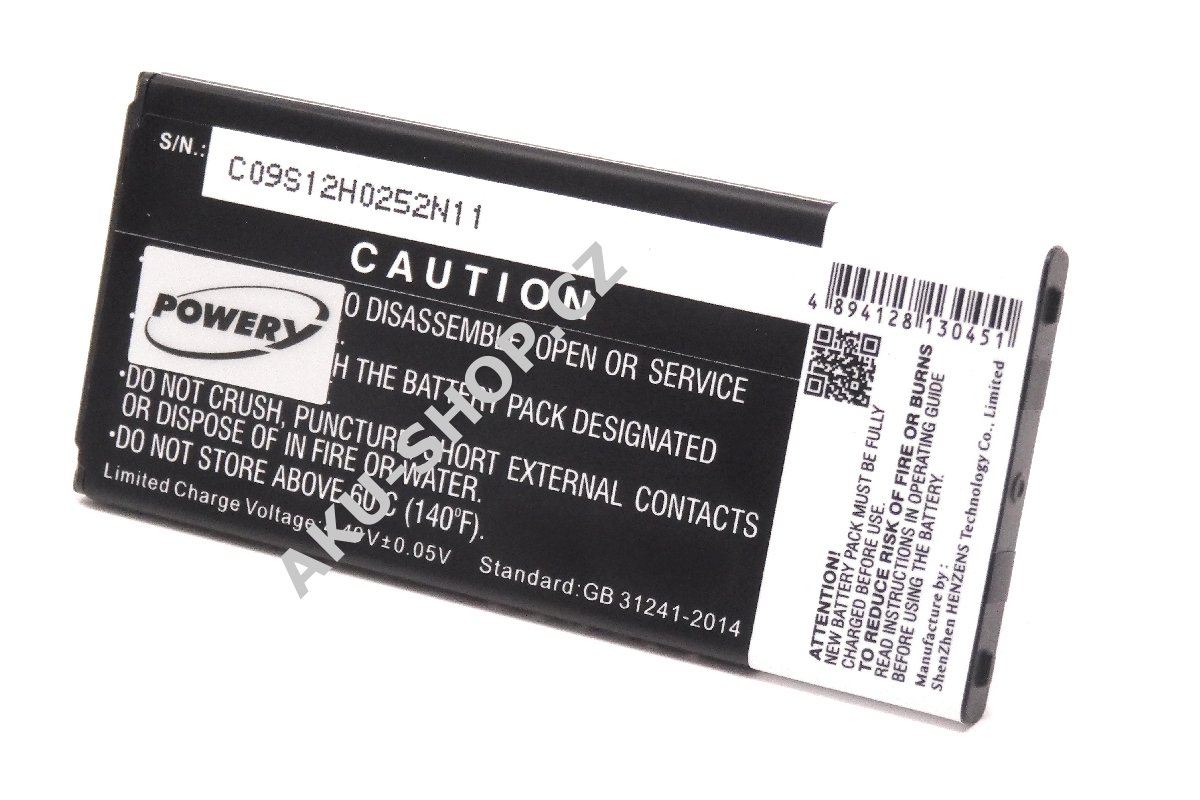 S/N.: C09S12H0252N11
CAUTION
O DISASSEMBLE, OPEN OR SERVICE
H THE BATTERY PACK DESIGNATED
•DO NOT CRUSH, PUNCTURE, SHORT EXTERNAL CONTACTS
OR DISPOSE OF IN FIRE OR WATER.
•DO NOT STORE ABOVE 60°C (140°F).
Limited Charge Voltage: 40V±0.05V
Standard: GB 31241-2014
POWERY
AKU-SHOP.CZ
4 894128 130451
ATTENTION!
NEW BATTERY PACK MUST BE FULLY
CHARGED BEFORE USE.
TO REDUCE RISK OF FIRE OR BURNS
READ INSTRUCTIONS IN OPERATING GUIDE
BEFORE USING THE BATTERY.
Manufacture by:
ShenZhen HENZENS Technology Co., Limited